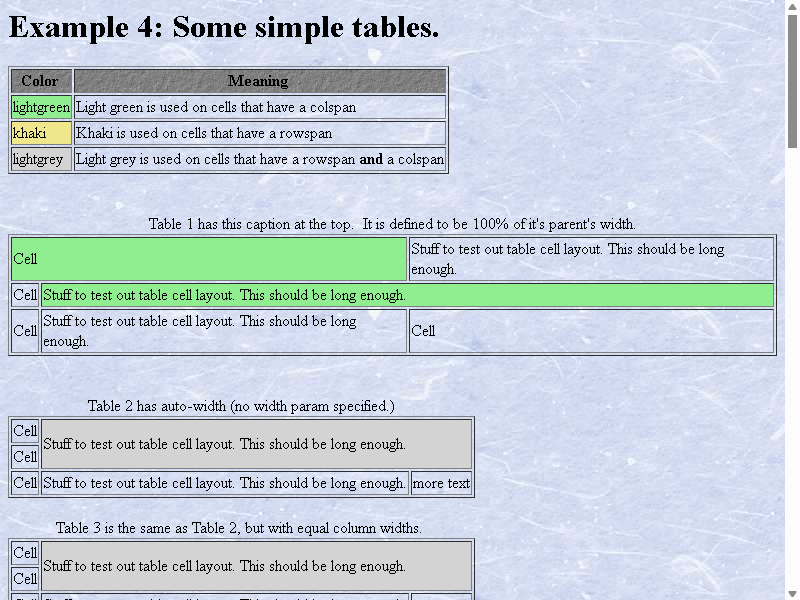 Example 4: Some simple tables.
Color Meaning
lightgreen Light green is used on cells that have a colspan
khaki Khaki is used on cells that have a rowspan
lightgrey Light grey is used on cells that have a rowspan and a colspan
Table 1 has this caption at the top.  It is defined to be 100% of it's parent's width.
Cell
Stuff to test out table cell layout. This should be long
enough.
Cell Stuff to test out table cell layout. This should be long enough.
Cell
Stuff to test out table cell layout. This should be long
enough.
Cell
Table 2 has auto-width (no width param specified.)
Cell
Stuff to test out table cell layout. This should be long enough.
Cell
Cell Stuff to test out table cell layout. This should be long enough. more text
Table 3 is the same as Table 2, but with equal column widths.
Cell
Stuff to test out table cell layout. This should be long enough.
Cell